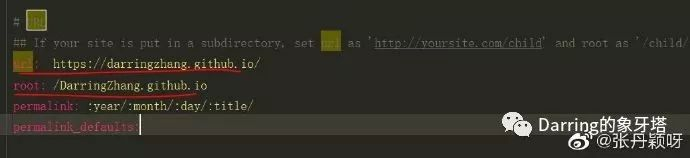 # URL
## If your site is put in a subdirectory, set url as 'http://yoursite.com/child' and root as '/child/
url: https://darringzhang.github.io/
root: /DarringZhang.github.io
permalink: :year/:month/:day/:title/
permalink_defaults:
Darring的象牙塔
@张丹颖呀